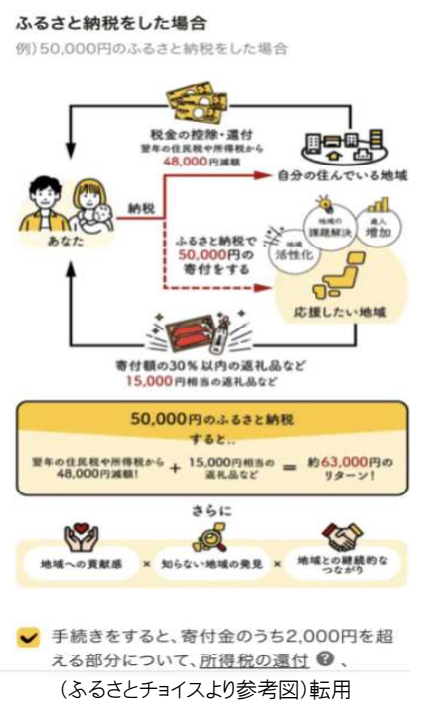 ふるさと納税をした場合
例)50,000円のふるさと納税をした場合
税金の控除・還付
翌年の住民税や所得税から
48,000円減額
自分の住んでいる地域
納税
あなた
ふるさと納税で
50,000円の
寄付をする
地域
活性化
地域の
課題解決
歳入
増加
応援したい地域
寄付額の30%以内の返礼品など
15,000円相当の返礼品など
50,000円のふるさと納税
すると..
翌年の住民税や所得税から
48,000円減額!
+
15,000円相当の
返礼品など
=
約63,000円の
リターン!
さらに
地域への貢献感
×
知らない地域の発見
×
地域との継続的な
つながり
手続きをすると、寄付金のうち2,000円を超
える部分について、所得税の還付 ? 、
(ふるさとチョイスより参考図)転用